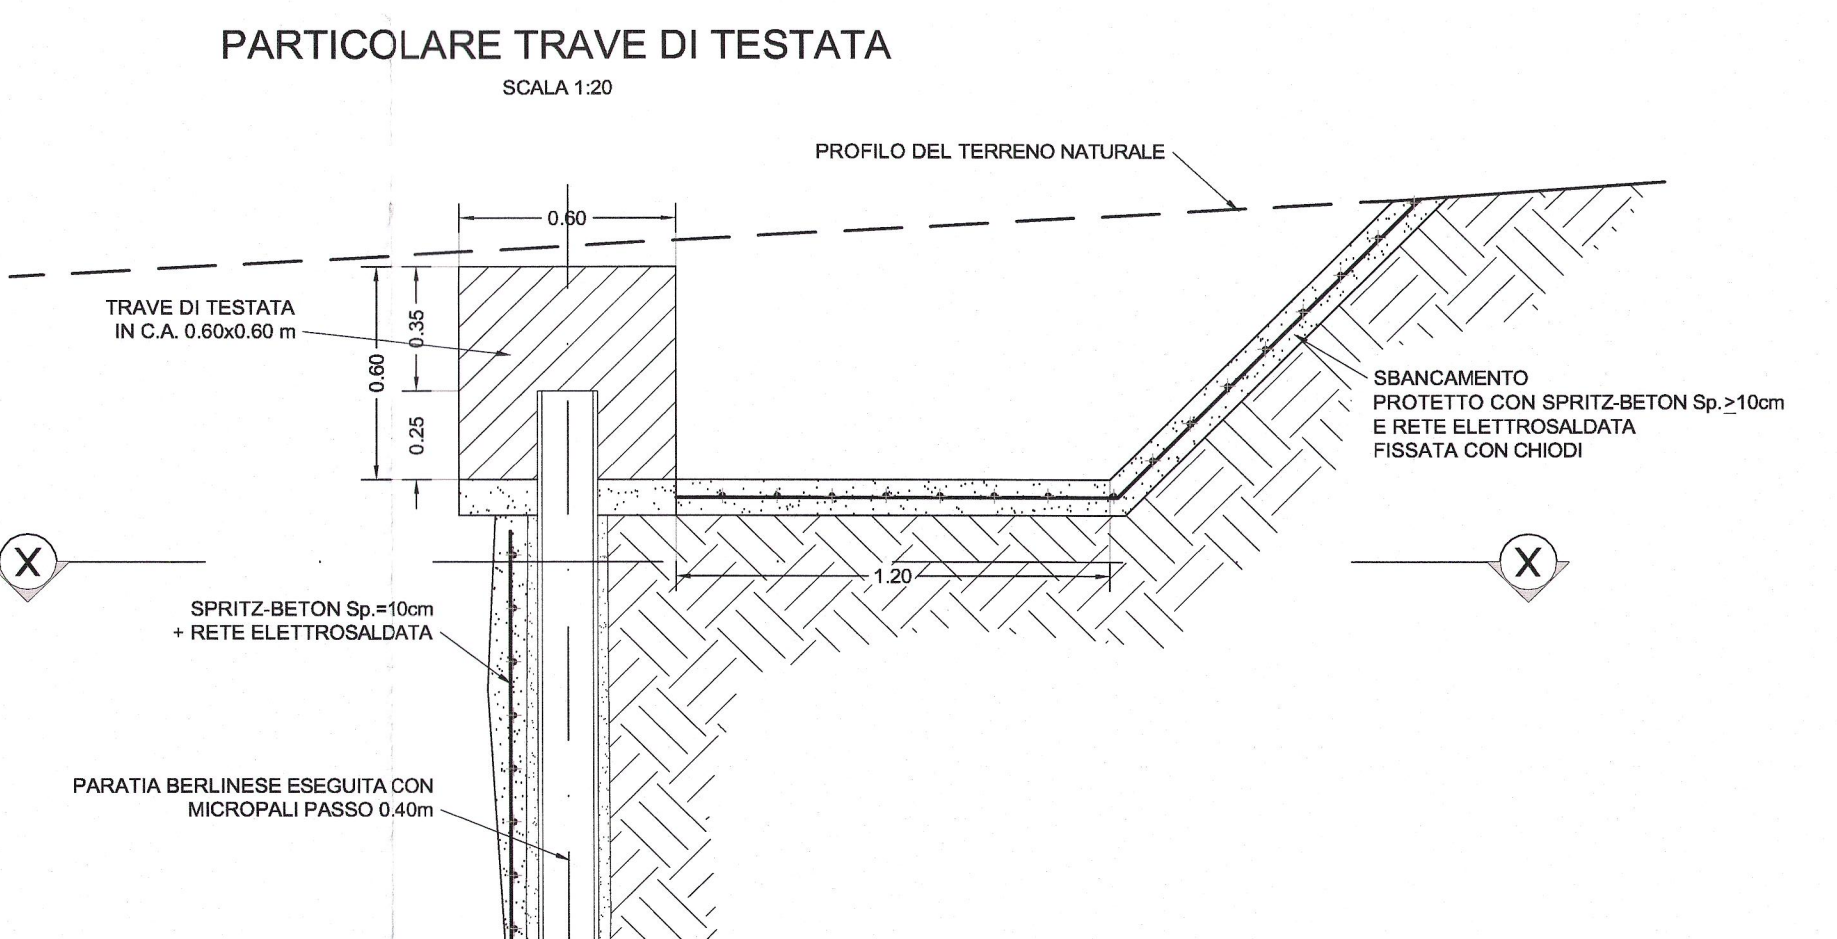 PARTICOLARE TRAVE DI TESTATA
SCALA 1:20
PROFILO DEL TERRENO NATURALE
0.60
TRAVE DI TESTATA
IN C.A. 0.60x0.60 m
0.60
0.35
0.25
SBANCAMENTO
PROTETTO CON SPRITZ-BETON Sp.≥10cm
E RETE ELETTROSALDATA
FISSATA CON CHIODI
X
X
1.20
SPRITZ-BETON Sp.=10cm
+ RETE ELETTROSALDATA
PARATIA BERLINESE ESEGUITA CON
MICROPALI PASSO 0.40m